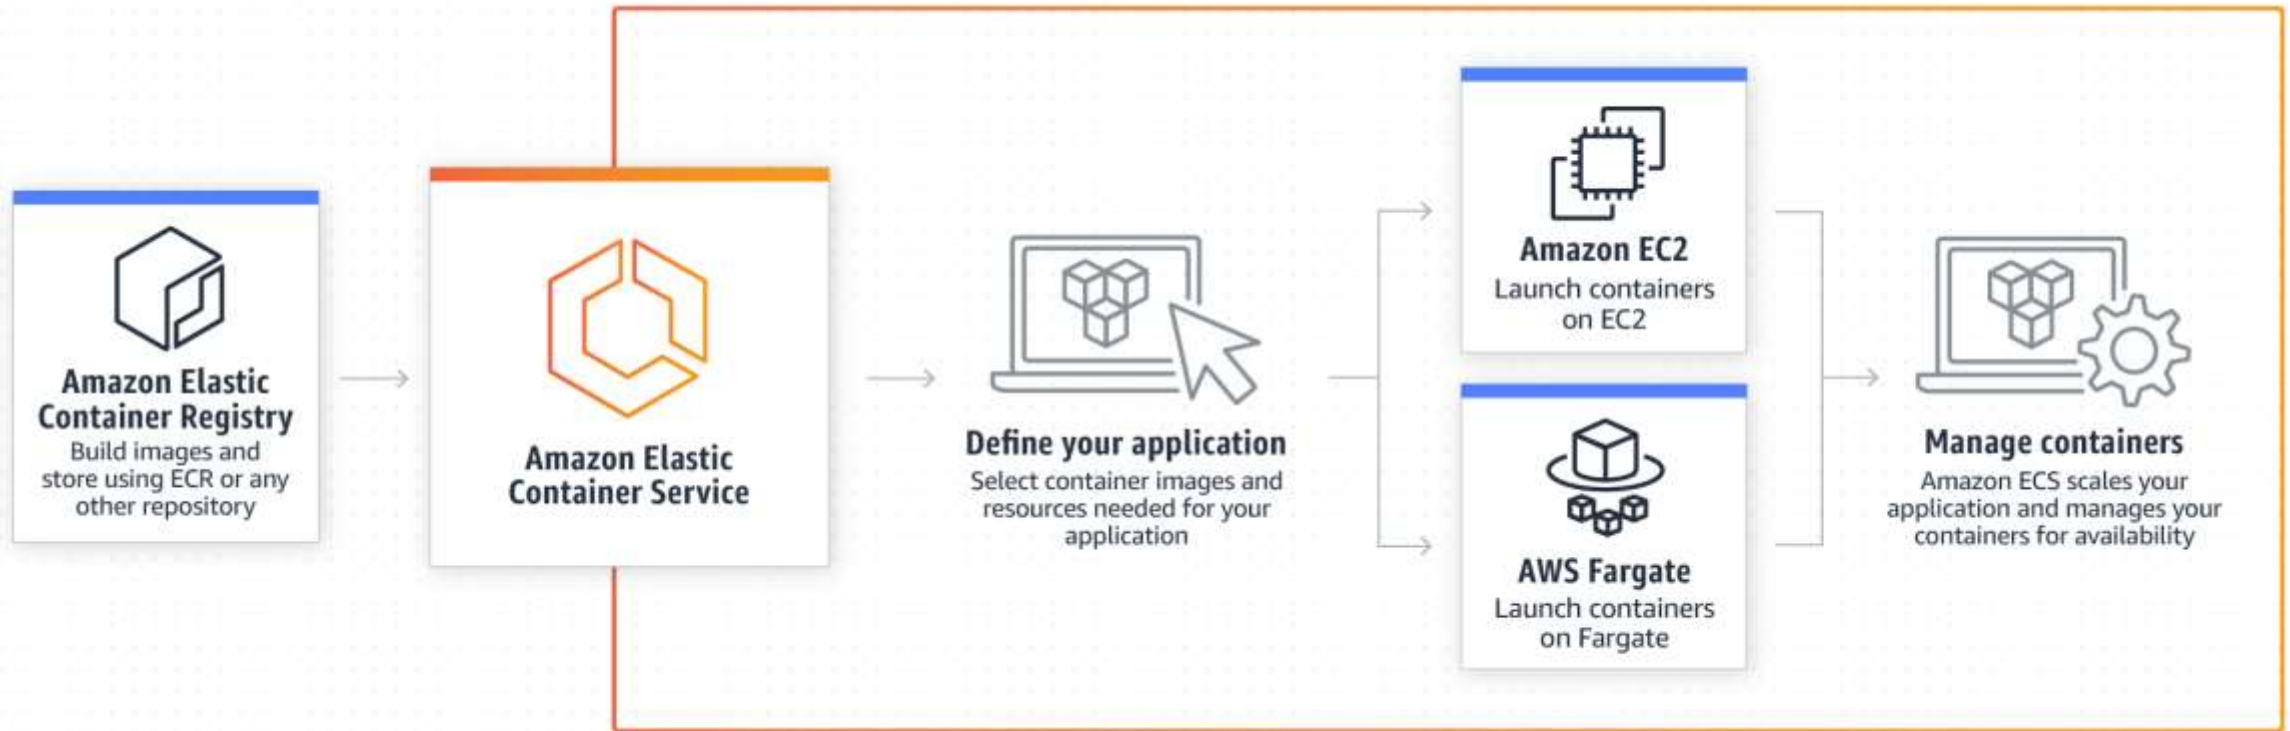 Amazon Elastic
Container Registry
Build images and
store using ECR or any
other repository
Amazon Elastic
Container Service
Define your application
Select container images and
resources needed for your
application
Amazon EC2
Launch containers
on EC2
AWS Fargate
Launch containers
on Fargate
Manage containers
Amazon ECS scales your
application and manages your
containers for availability